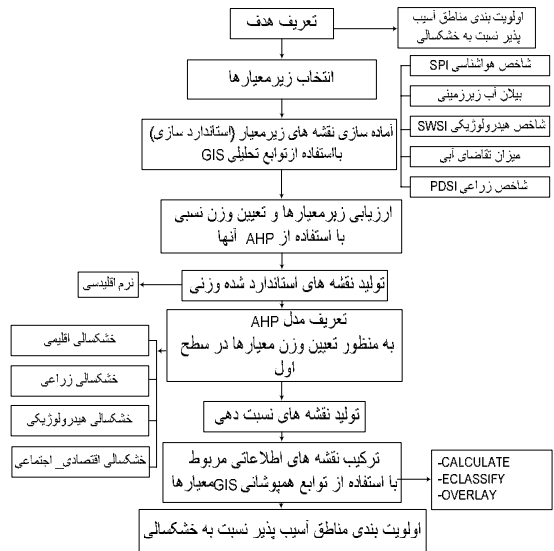 تعریف هدف
اولویت بندی مناطق آسیب
پذیر نسبت به خشکسالی
انتخاب زیرمعیارها
شاخص هواشناسی SPI
بیلان آب زیرزمینی
شاخص هیدرولوژیکی SWSI
میزان تقاضای آبی
شاخص زراعی PDSI
آماده سازی نقشه های زیرمعیار (استاندارد سازی)
بااستفاده ازتوابع تحلیلی GIS
ارزیابی زیرمعیارها و تعیین وزن نسبی
با استفاده از AHP آنها
تولید نقشه های استاندارد شده وزنی
نرم اقلیدسی
تعریف مدل AHP
به منظور تعیین وزن معیارها در سطح
اول
خشکسالی اقلیمی
خشکسالی زراعی
خشکسالی هیدرولوژیکی
خشکسالی اقتصادی_ اجتماعی
تولید نقشه های نسبت دهی
ترکیب نقشه های اطلاعاتی مربوط
با استفاده از توابع همپوشانی GISمعیارها
-CALCULATE
-ECLASSIFY
-OVERLAY
اولویت بندی مناطق آسیب پذیر نسبت به خشکسالی